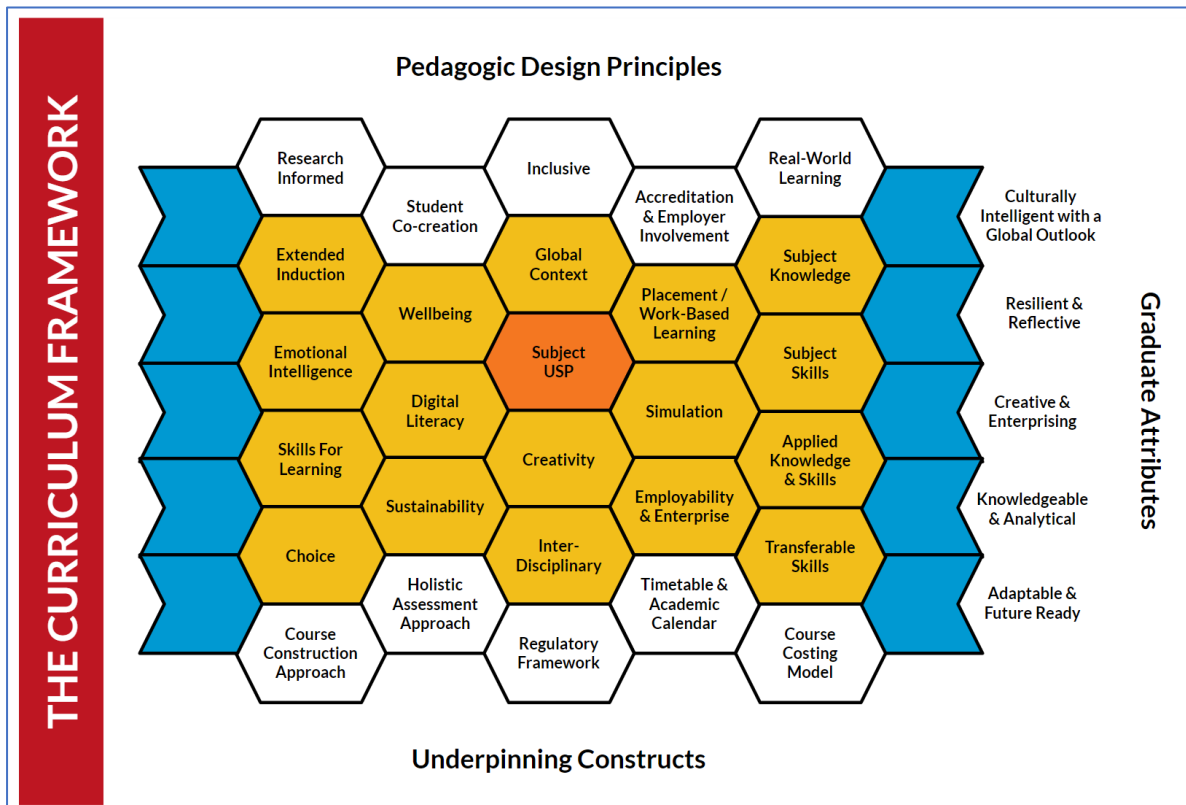 THE CURRICULUM FRAMEWORK
Pedagogic Design Principles
Research
Informed
Student
Co-creation
Inclusive
Accreditation
& Employer
Involvement
Real-World
Learning
Extended
Induction
Wellbeing
Global
Context
Placement /
Work-Based
Learning
Subject
Knowledge
Emotional
Intelligence
Digital
Literacy
Subject
USP
Simulation
Subject
Skills
Skills For
Learning
Sustainability
Creativity
Employability
& Enterprise
Applied
Knowledge
& Skills
Choice
Holistic
Assessment
Approach
Inter-
Disciplinary
Timetable &
Academic
Calendar
Transferable
Skills
Course
Construction
Approach
Regulatory
Framework
Course
Costing
Model
Culturally
Intelligent with a
Global Outlook
Resilient &
Reflective
Creative &
Enterprising
Knowledgeable
& Analytical
Adaptable &
Future Ready
Graduate Attributes
Underpinning Constructs